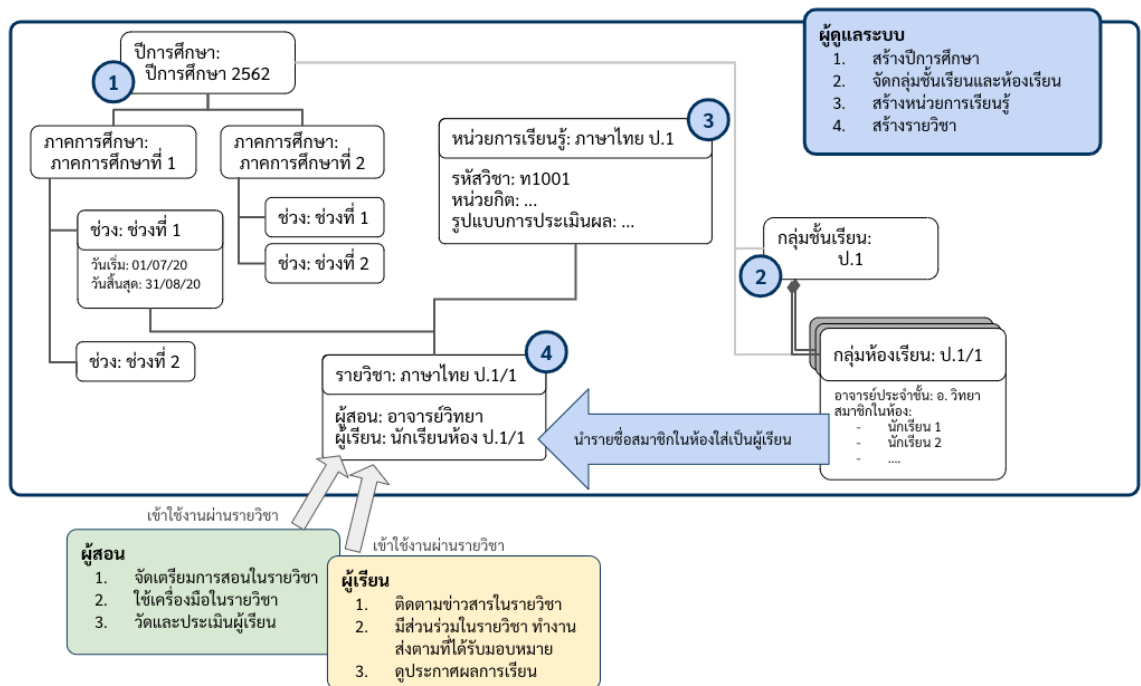 ผู้ดูแลระบบ
1. สร้างปีการศึกษา
2. จัดกลุ่มชั้นเรียนและห้องเรียน
3. สร้างหน่วยการเรียนรู้
4. สร้างรายวิชา
ปีการศึกษา:
ปีการศึกษา 2562
1
ภาคการศึกษา:
ภาคการศึกษาที่ 1
ภาคการศึกษา:
ภาคการศึกษาที่ 2
ช่วง: ช่วงที่ 1
วันเริ่ม: 01/07/20
วันสิ้นสุด: 31/08/20
ช่วง: ช่วงที่ 2
ช่วง: ช่วงที่ 1
ช่วง: ช่วงที่ 2
3
หน่วยการเรียนรู้: ภาษาไทย ป.1
รหัสวิชา: ท1001
หน่วยกิต: ...
รูปแบบการประเมินผล: ...
กลุ่มชั้นเรียน:
ป.1
2
กลุ่มห้องเรียน: ป.1/1
อาจารย์ประจำชั้น: อ. วิทยา
สมาชิกในห้อง:
- นักเรียน 1
- นักเรียน 2
- ....
4
รายวิชา: ภาษาไทย ป.1/1
ผู้สอน: อาจารย์วิทยา
ผู้เรียน: นักเรียนห้อง ป.1/1
นำรายชื่อสมาชิกในห้องใส่เป็นผู้เรียน
เข้าใช้งานผ่านรายวิชา
ผู้สอน
1. จัดเตรียมการสอนในรายวิชา
2. ใช้เครื่องมือในรายวิชา
3. วัดและประเมินผู้เรียน
เข้าใช้งานผ่านรายวิชา
ผู้เรียน
1. ติดตามข่าวสารในรายวิชา
2. มีส่วนร่วมในรายวิชา ทำงาน
ส่งตามที่ได้รับมอบหมาย
3. ดูประกาศผลการเรียน